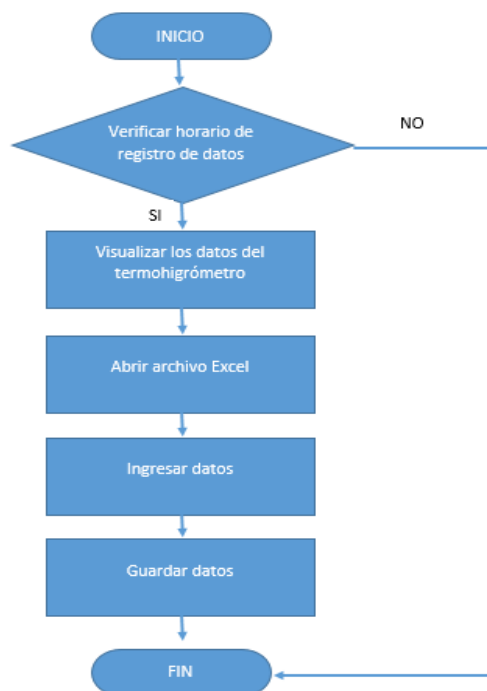 INICIO
Verificar horario de
registro de datos
NO
SI
Visualizar los datos del
termohigrómetro
Abrir archivo Excel
Ingresar datos
Guardar datos
FIN